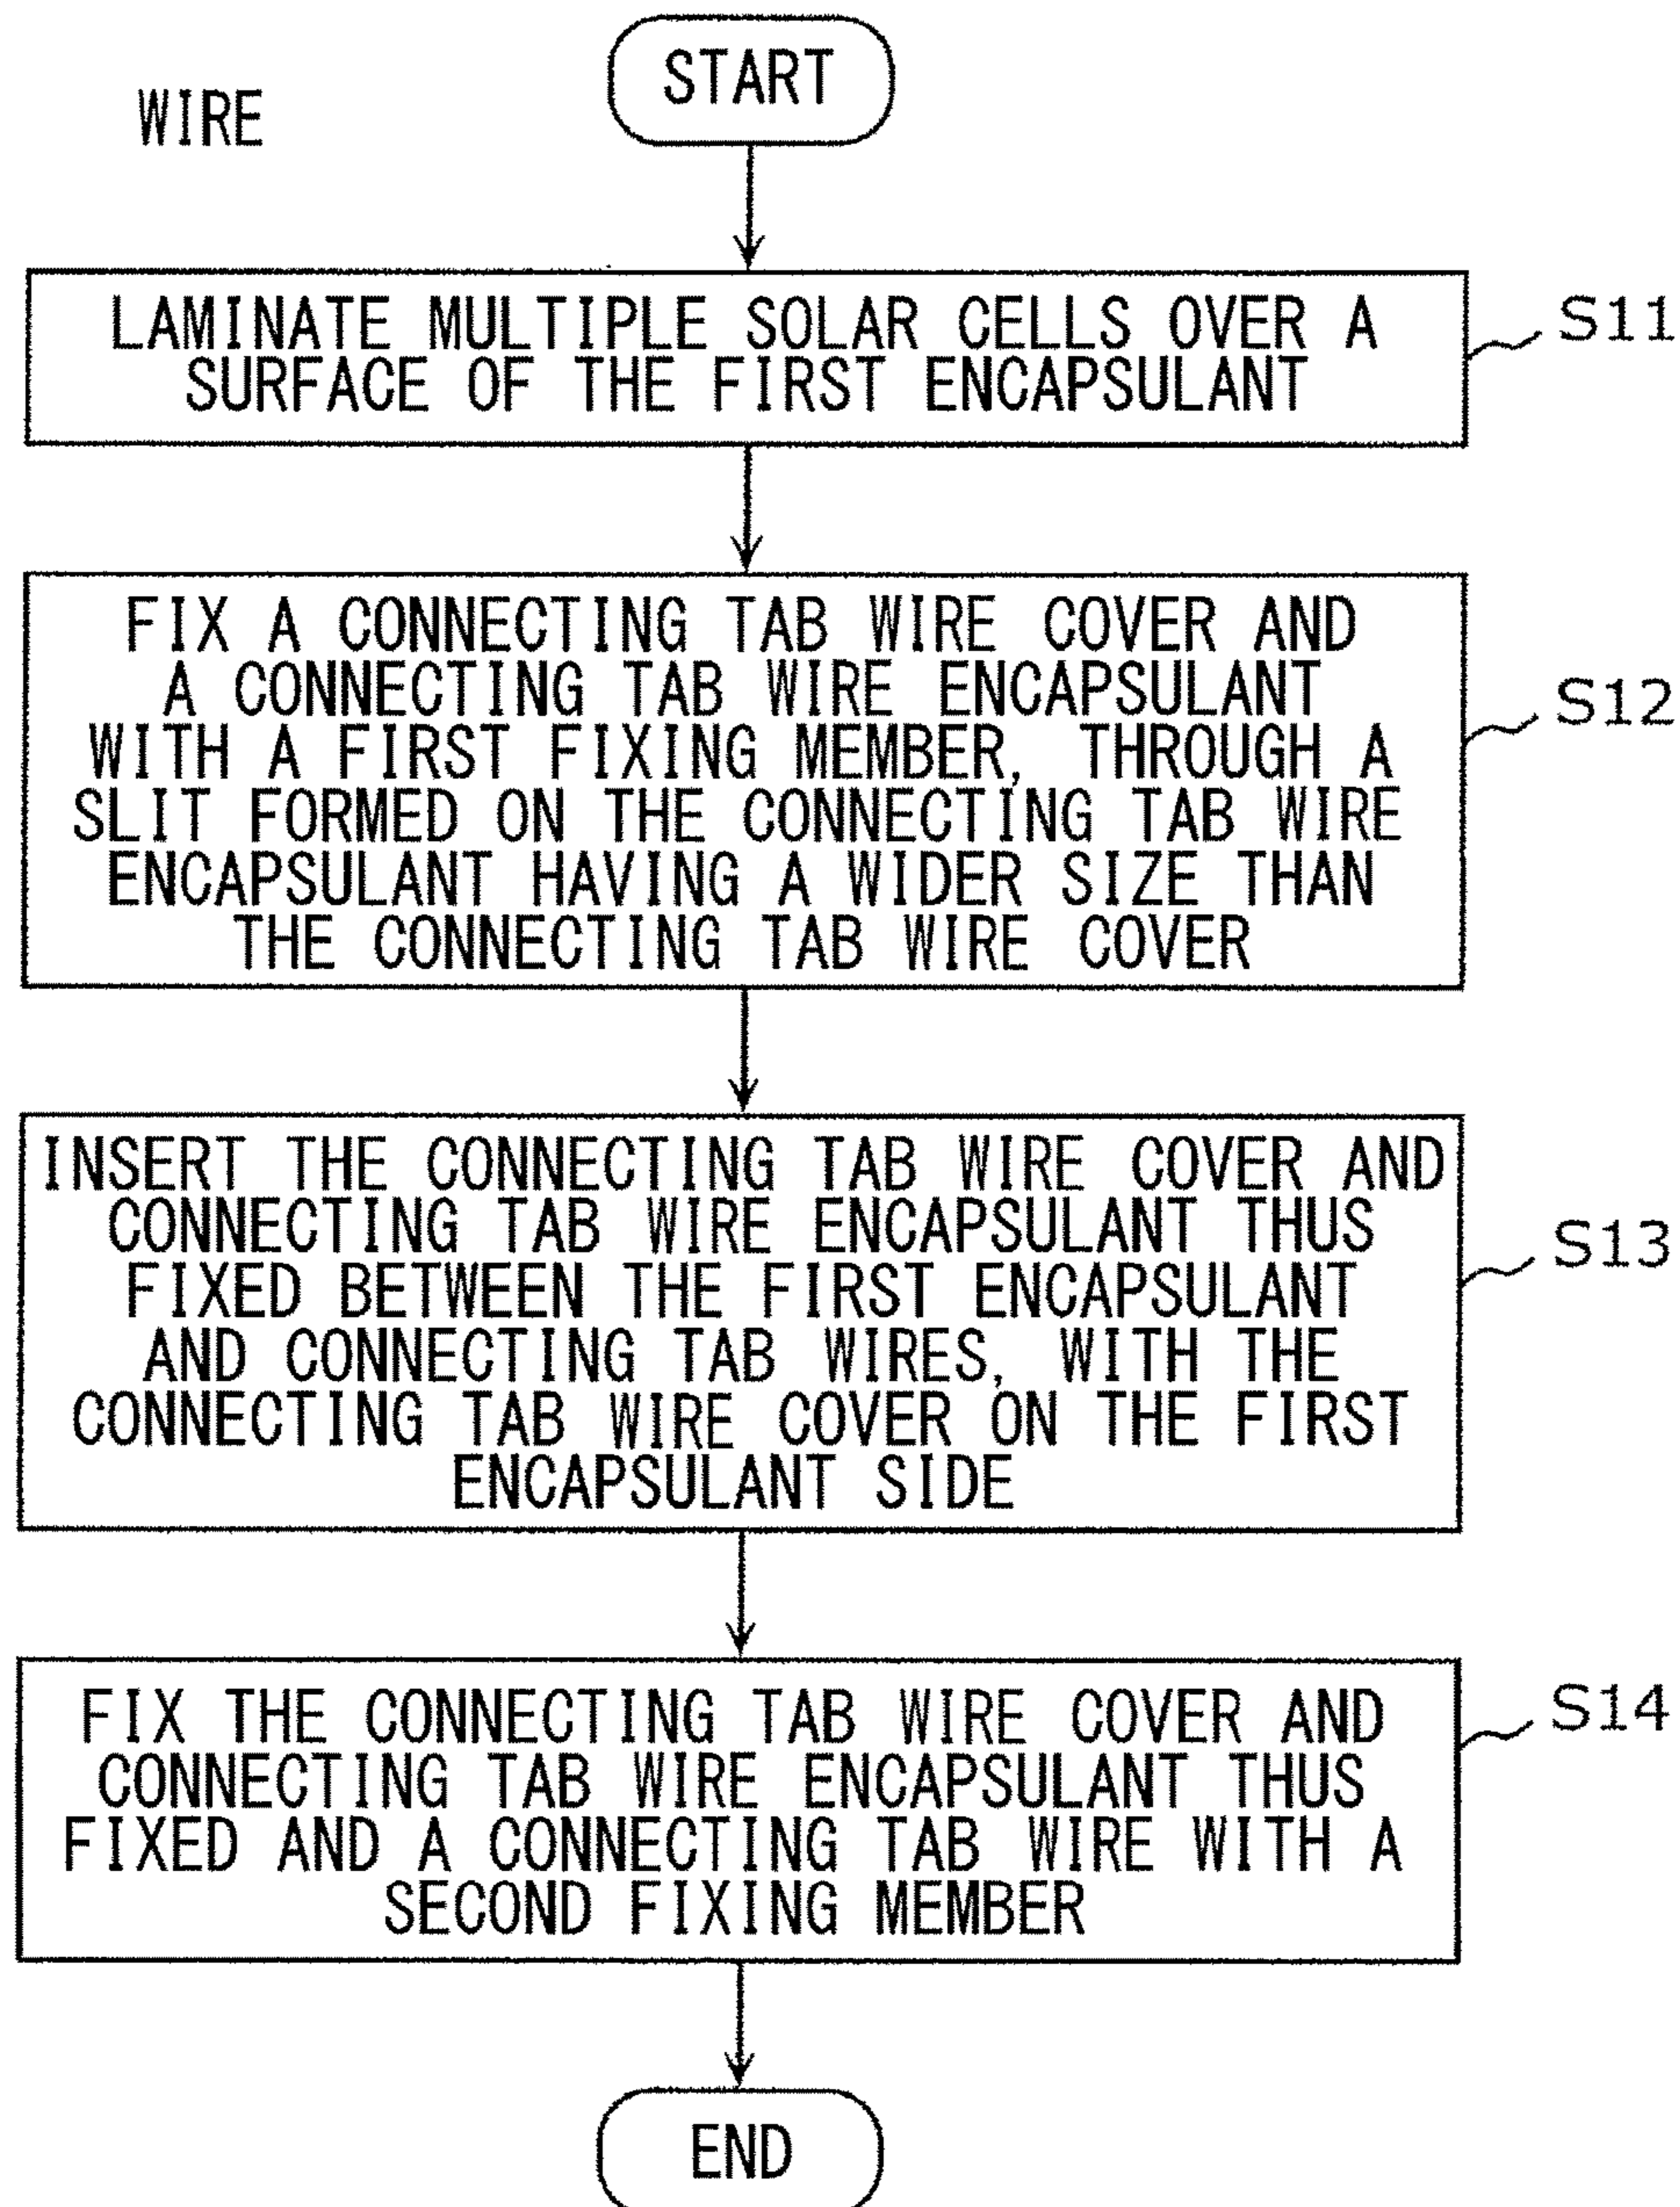 START
WIRE
LAMINATE MULTIPLE SOLAR CELLS OVER A
SURFACE OF THE FIRST ENCAPSULANT
S11
FIX A CONNECTING TAB WIRE COVER AND
A CONNECTING TAB WIRE ENCAPSULANT
WITH A FIRST FIXING MEMBER, THROUGH A
SLIT FORMED ON THE CONNECTING TAB WIRE
ENCAPSULANT HAVING A WIDER SIZE THAN
THE CONNECTING TAB WIRE COVER
S12
INSERT THE CONNECTING TAB WIRE COVER AND
CONNECTING TAB WIRE ENCAPSULANT THUS
FIXED BETWEEN THE FIRST ENCAPSULANT
AND CONNECTING TAB WIRES, WITH THE
CONNECTING TAB WIRE COVER ON THE FIRST
ENCAPSULANT SIDE
S13
FIX THE CONNECTING TAB WIRE COVER AND
CONNECTING TAB WIRE ENCAPSULANT THUS
FIXED AND A CONNECTING TAB WIRE WITH A
SECOND FIXING MEMBER
S14
END